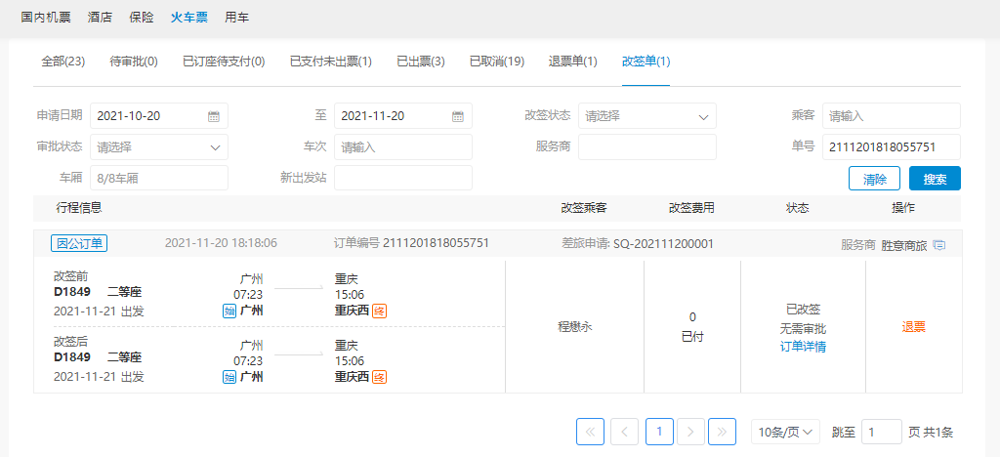 国内机票 酒店 保险 火车票 用车
全部(23) 待审批(0) 已订座待支付(0) 已支付未出票(1) 已出票(3) 已取消(19) 退票单(1) 改签单(1)
申请日期 2021-10-20 至 2021-11-20 改签状态 请选择 乘客 请输入
审批状态 请选择 车次 请输入 服务商 单号 2111201818055751
车厢 8/8车厢 新出发站 清除 搜索
行程信息 改签乘客 改签费用 状态 操作
因公订单 2021-11-20 18:18:06 订单编号 2111201818055751 差旅申请: SQ-202111200001 服务商 胜意商旅
改签前 广州 重庆
D1849 二等座 07:23 15:06
2021-11-21 出发 始 广州 重庆西 终
程懋永 0 已付 已改签 无需审批 订单详情 退票
改签后 广州 重庆
D1849 二等座 07:23 15:06
2021-11-21 出发 始 广州 重庆西 终
1 10条/页 跳至 1 页 共1条